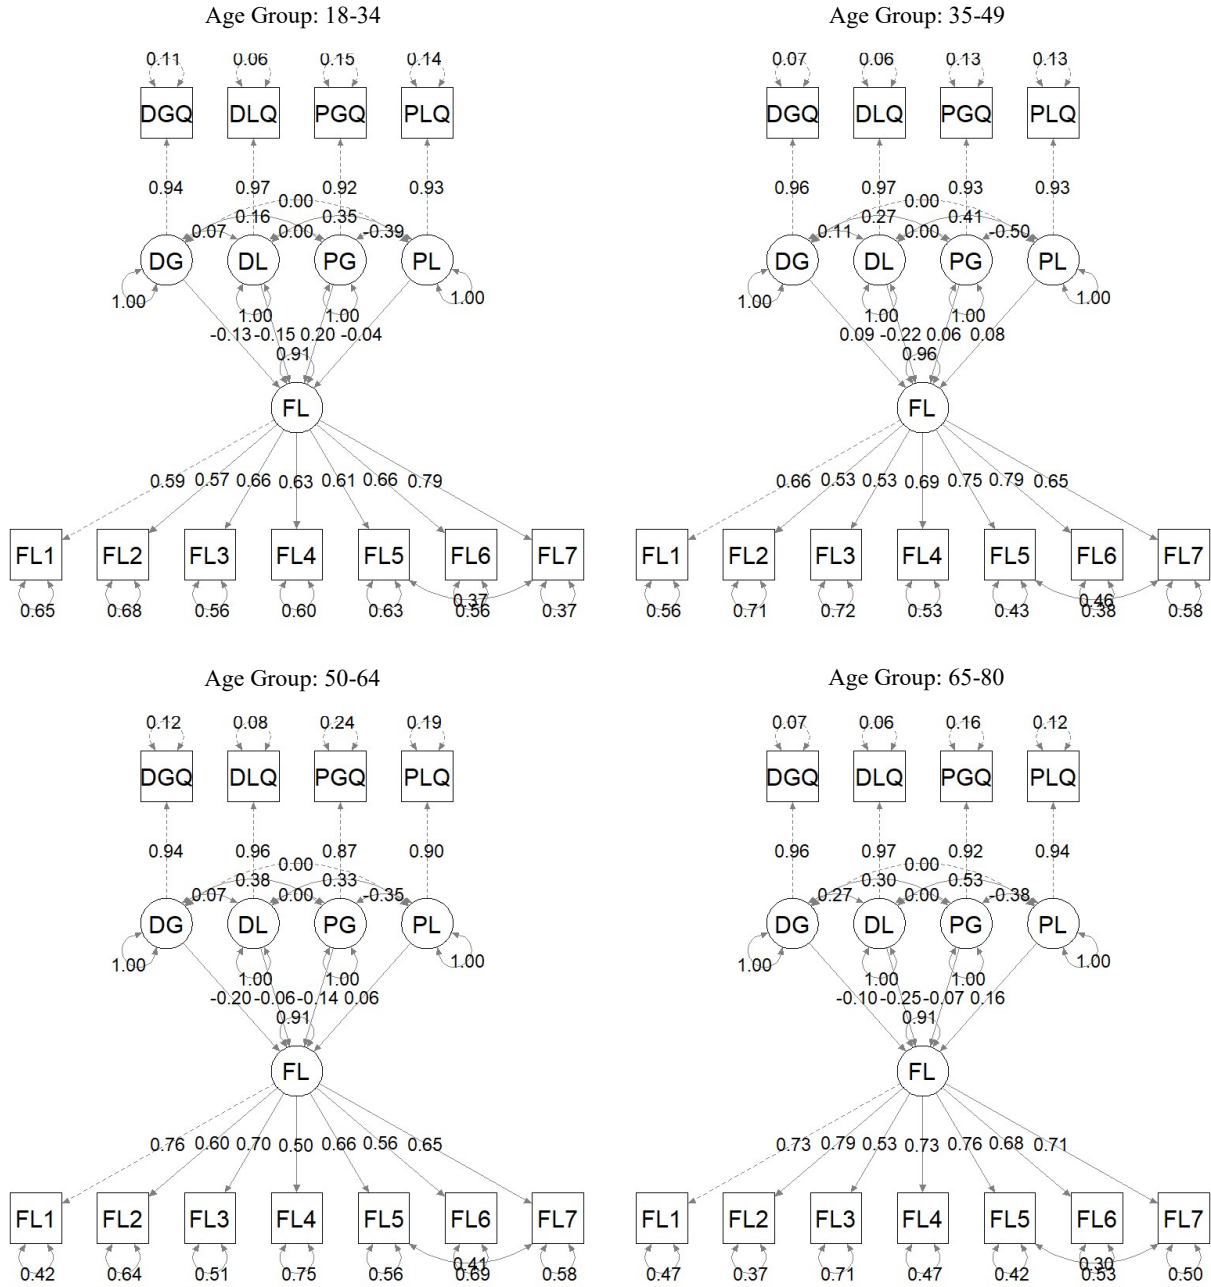 Age Group: 18-34
0.11 0.06 0.15 0.14
DGQ DLQ PGQ PLQ
0.94 0.97 0.92 0.93
0.00
0.16 0.35
0.07 0.00 -0.39
DG DL PG PL
1.00 1.00
1.00 1.00
-0.13 -0.15 0.20 -0.04
0.91
FL
0.59 0.57 0.66 0.63 0.61 0.66 0.79
FL1 FL2 FL3 FL4 FL5 FL6 FL7
0.37
0.65 0.68 0.56 0.60 0.63 0.56 0.37
Age Group: 35-49
0.07 0.06 0.13 0.13
DGQ DLQ PGQ PLQ
0.96 0.97 0.93 0.93
0.00
0.27 0.41
0.11 0.00 -0.50
DG DL PG PL
1.00 1.00
1.00 1.00
0.09 -0.22 0.06 0.08
0.96
FL
0.66 0.53 0.53 0.69 0.75 0.79 0.65
FL1 FL2 FL3 FL4 FL5 FL6 FL7
0.46
0.56 0.71 0.72 0.53 0.43 0.38 0.58
Age Group: 50-64
0.12 0.08 0.24 0.19
DGQ DLQ PGQ PLQ
0.94 0.96 0.87 0.90
0.00
0.38 0.33
0.07 0.00 -0.35
DG DL PG PL
1.00 1.00
1.00 1.00
-0.20 -0.06 -0.14 0.06
0.91
FL
0.76 0.60 0.70 0.50 0.66 0.56 0.65
FL1 FL2 FL3 FL4 FL5 FL6 FL7
0.41
0.42 0.64 0.51 0.75 0.56 0.69 0.58
Age Group: 65-80
0.07 0.06 0.16 0.12
DGQ DLQ PGQ PLQ
0.96 0.97 0.92 0.94
0.00
0.30 0.53
0.27 0.00 -0.38
DG DL PG PL
1.00 1.00
1.00 1.00
-0.10 -0.25 -0.07 0.16
0.91
FL
0.73 0.79 0.53 0.73 0.76 0.68 0.71
FL1 FL2 FL3 FL4 FL5 FL6 FL7
0.30
0.47 0.37 0.71 0.47 0.42 0.53 0.50